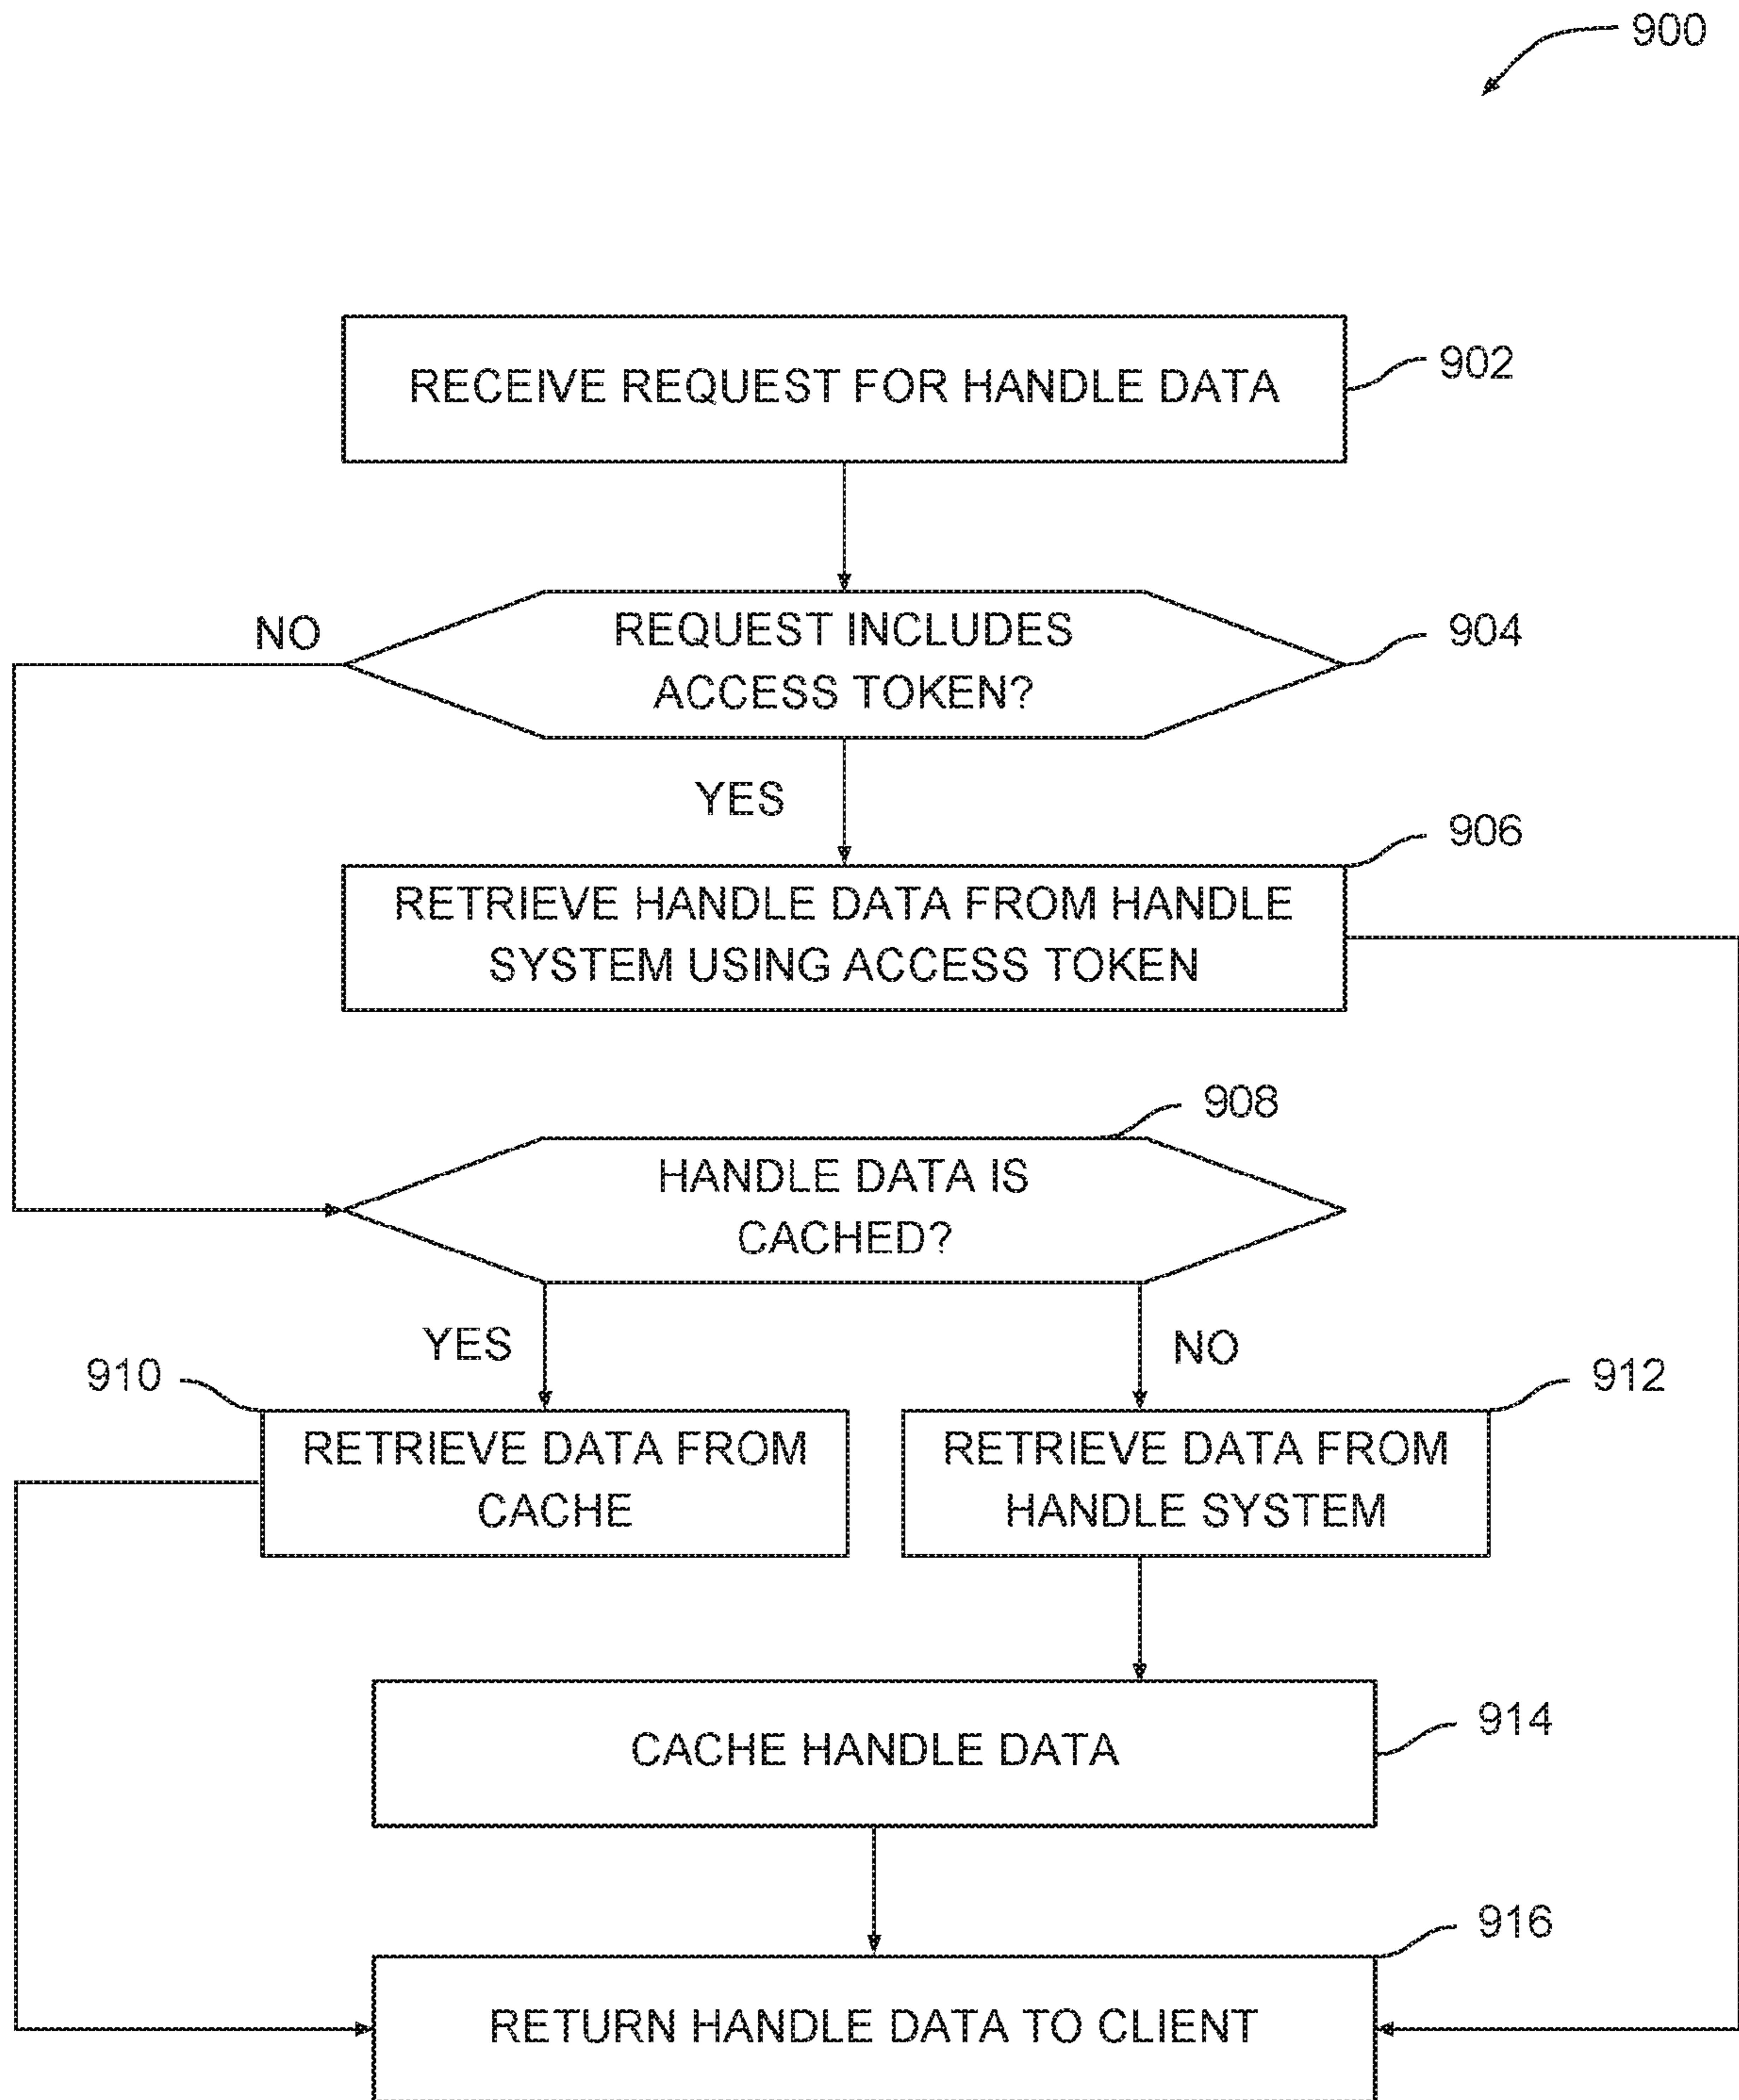 900
RECEIVE REQUEST FOR HANDLE DATA
902
NO
REQUEST INCLUDES
ACCESS TOKEN?
904
YES
906
RETRIEVE HANDLE DATA FROM HANDLE
SYSTEM USING ACCESS TOKEN
908
HANDLE DATA IS
CACHED?
YES
NO
910
912
RETRIEVE DATA FROM
CACHE
RETRIEVE DATA FROM
HANDLE SYSTEM
914
CACHE HANDLE DATA
916
RETURN HANDLE DATA TO CLIENT